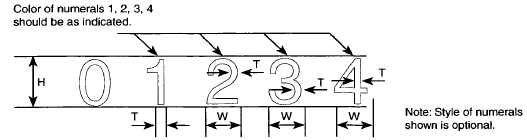 Color of numerals 1, 2, 3, 4
should be as indicated.
H 0 1 2 T 3 T 4 T
T W W W
Note: Style of numerals
shown is optional.